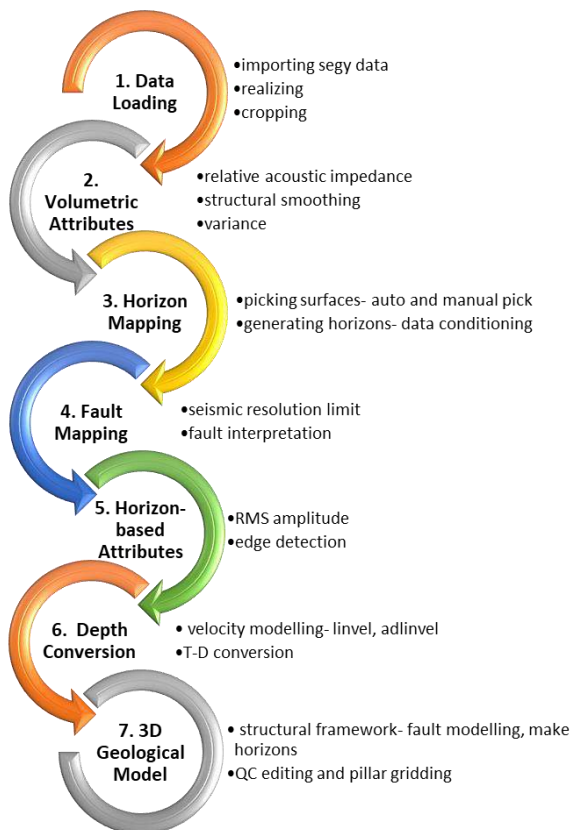 1. Data
Loading
•importing segy data
•realizing
•cropping
2.
Volumetric
Attributes
•relative acoustic impedance
•structural smoothing
•variance
3. Horizon
Mapping
•picking surfaces- auto and manual pick
•generating horizons- data conditioning
4. Fault
Mapping
•seismic resolution limit
•fault interpretation
5. Horizon-
based
Attributes
•RMS amplitude
•edge detection
6. Depth
Conversion
• velocity modelling- linvel, adlinvel
•T-D conversion
7. 3D
Geological
Model
• structural framework- fault modelling, make
horizons
•QC editing and pillar gridding